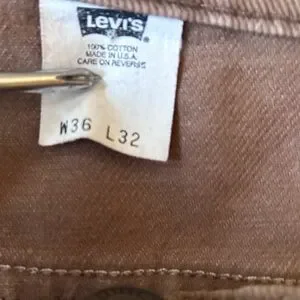 Levi's
100% COTTON
MADE IN U.S.A.
CARE ON REVERSE
W36 L32